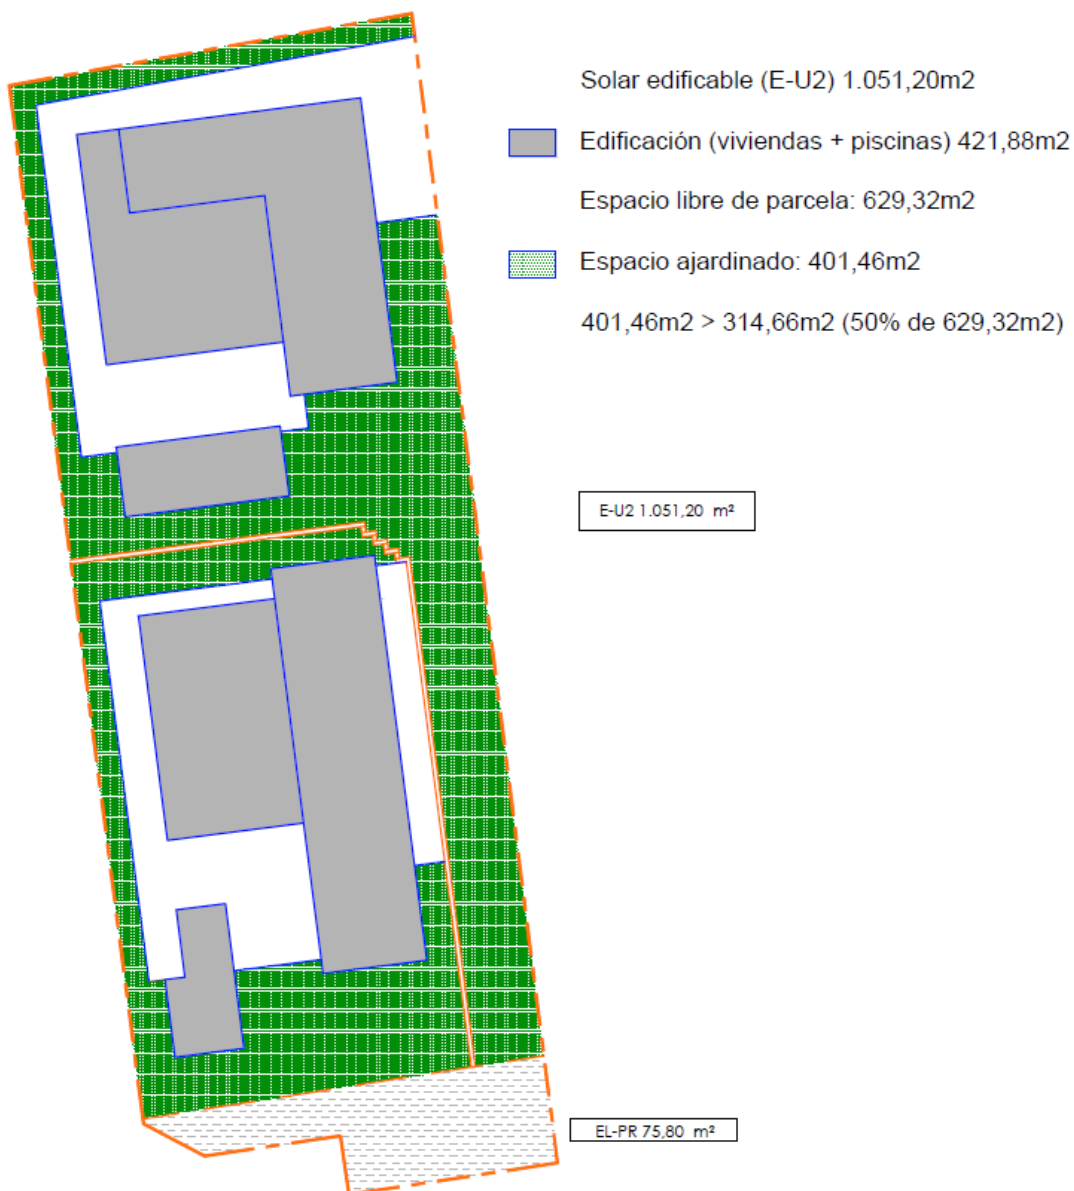 Solar edificable (E-U2) 1.051,20m2
Edificación (viviendas + piscinas) 421,88m2
Espacio libre de parcela: 629,32m2
Espacio ajardinado: 401,46m2
401,46m2 > 314,66m2 (50% de 629,32m2)
E-U2 1.051,20 m²
EL-PR 75,80 m²